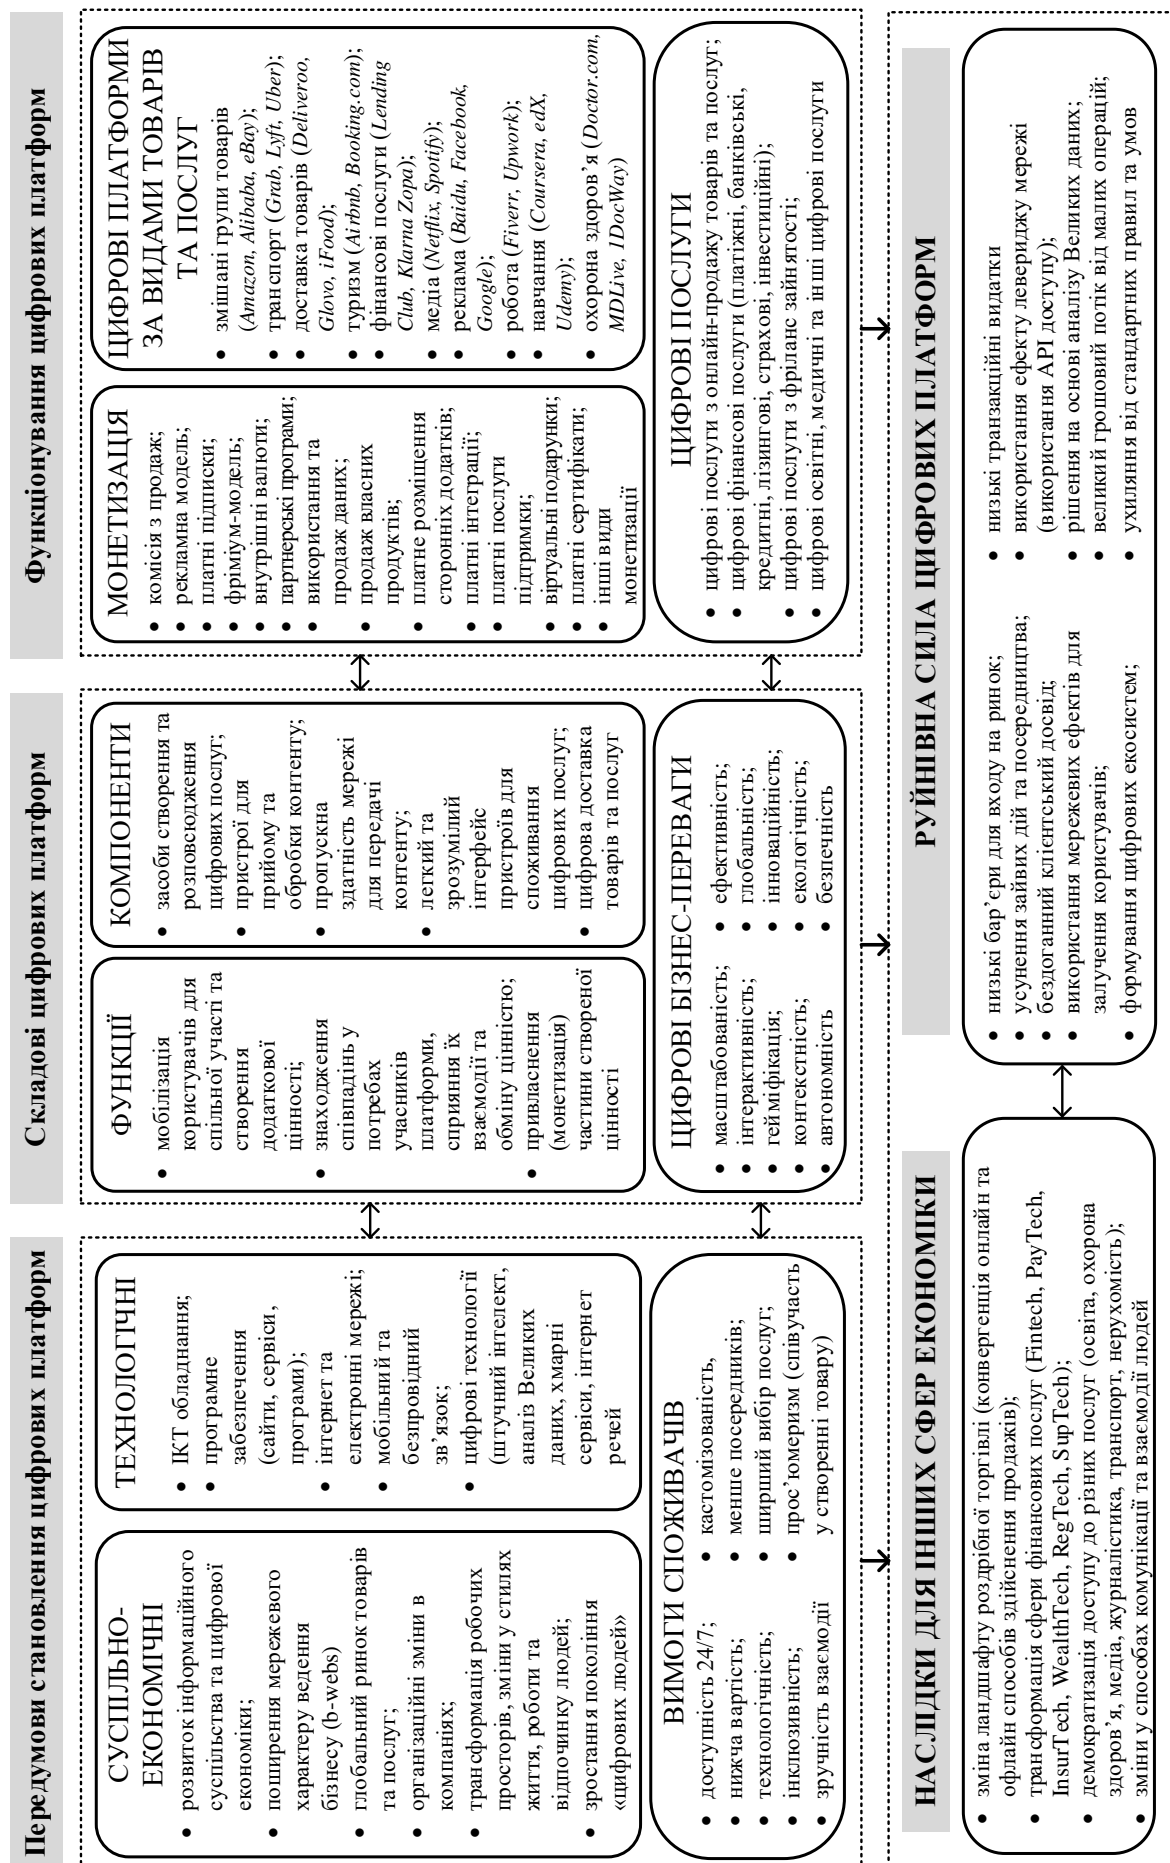 Передумови становлення цифрових платформ
СУСПІЛЬНО-
ЕКОНОМІЧНІ
розвиток інформаційного
суспільства та цифрової
економіки;
поширення мережевого
характеру ведення
бізнесу (b-webs)
глобальний ринок товарів
та послуг;
організаційні зміни в
компаніях;
трансформація робочих
просторів, зміни у стилях
життя, роботи та
відпочинку людей;
зростання покоління
«цифрових людей»
ТЕХНОЛОГІЧНІ
ІКТ обладнання;
програмне
забезпечення
(сайти, сервіси,
програми);
інтернет та
електронні мережі;
мобільний та
безпровідний
зв'язок;
цифрові технології
(штучний інтелект,
аналіз Великих
даних, хмарні
сервіси, інтернет
речей
ВИМОГИ СПОЖИВАЧІВ
доступність 24/7;
нижча вартість;
технологічність;
інклюзивність;
зручність взаємодії
кастомізованість,
менше посередників;
ширший вибір послуг;
прос'юмеризм (співучасть
у створенні товару)
Складові цифрових платформ
ФУНКЦІЇ
мобілізація
користувачів для
спільної участі та
створення
додаткової
цінності;
знаходження
співпадінь у
потребах
учасників
платформи,
сприяння їх
взаємодії та
обміну цінністю;
привласнення
(монетизація)
частини створеної
цінності
КОМПОНЕНТИ
засоби створення та
розповсюдження
цифрових послуг;
пристрої для
прийому та
обробки контенту;
пропускна
здатність мережі
для передачі
контенту;
легкий та
зрозумілий
інтерфейс
пристроїв для
споживання
цифрових послуг;
цифрова доставка
товарів та послуг
ЦИФРОВІ БІЗНЕС-ПЕРЕВАГИ
масштабованість;
інтерактивність;
гейміфікація;
контекстність;
автономність
ефективність;
глобальність;
інноваційність;
екологічність;
безпечність
Функціонування цифрових платформ
МОНЕТИЗАЦІЯ
комісія з продаж;
рекламна модель;
платні підписки;
фріміум-модель;
внутрішні валюти;
партнерські програми;
використання та
продаж даних;
продаж власних
продуктів;
платне розміщення
сторонніх додатків;
платні інтеграції;
платні послуги
підтримки;
віртуальні подарунки;
платні сертифікати;
інші види
монетизації
ЦИФРОВІ ПЛАТФОРМИ
ЗА ВИДАМИ ТОВАРІВ
ТА ПОСЛУГ
змішані групи товарів
(Amazon, Alibaba, eBay);
транспорт (Grab, Lyft, Uber);
доставка товарів (Deliveroo,
Glovo, iFood);
туризм (Airbnb, Booking.com);
фінансові послуги (Lending
Club, Klarna Zopa);
медіа (Netflix, Spotify);
реклама (Baidu, Facebook,
Google);
робота (Fiverr, Upwork);
навчання (Coursera, edX,
Udemy);
охорона здоров'я (Doctor.com,
MDLive, 1DocWay)
ЦИФРОВІ ПОСЛУГИ
цифрові послуги з онлайн-продажу товарів та послуг;
цифрові фінансові послуги (платіжні, банківські,
кредитні, лізингові, страхові, інвестиційні);
цифрові послуги з фріланс зайнятості;
цифрові освітні, медичні та інші цифрові послуги
НАСЛІДКИ ДЛЯ ІНШИХ СФЕР ЕКОНОМІКИ
зміна ландшафту роздрібної торгівлі (конвергенція онлайн та
офлайн способів здійснення продажів);
трансформація сфери фінансових послуг (Fintech, PayTech,
InsurTech, WealthTech, RegTech, SupTech);
демократизація доступу до різних послуг (освіта, охорона
здоров'я, медіа, журналістика, транспорт, нерухомість);
зміни у способах комунікації та взаємодії людей
РУЙНІВНА СИЛА ЦИФРОВИХ ПЛАТФОРМ
низькі бар'єри для входу на ринок;
усунення зайвих дій та посередництва;
бездоганний клієнтський досвід;
використання мережевих ефектів для
залучення користувачів;
формування цифрових екосистем;
низькі транзакційні видатки
використання ефекту левериджу мережі
(використання API доступу);
рішення на основі аналізу Великих даних;
великий грошовий потік від малих операцій;
ухиляння від стандартних правил та умов